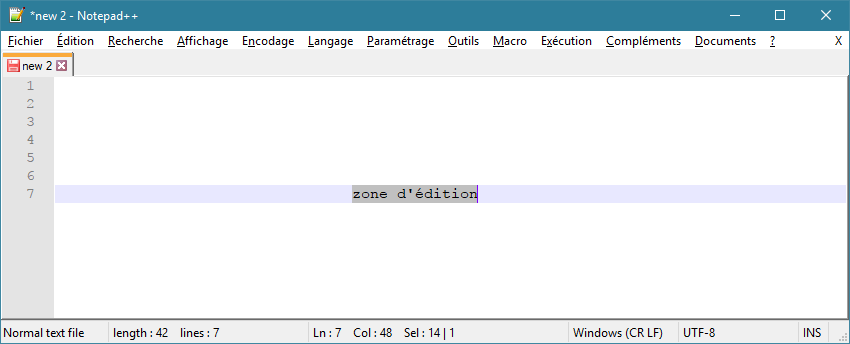 *new 2 - Notepad++
Fichier Édition Recherche Affichage Encodage Langage Paramétrage Outils Macro Exécution Compléments Documents ? X
new 2
1
2
3
4
5
6
7 zone d'édition
Normal text file length : 42 lines : 7 Ln : 7 Col : 48 Sel : 14 | 1 Windows (CR LF) UTF-8 INS